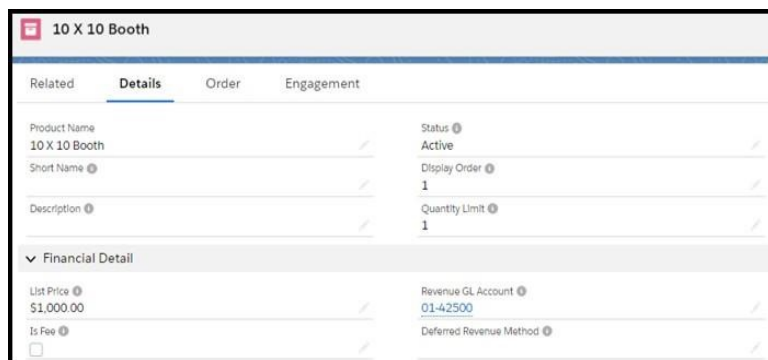 10 X 10 Booth
Related Details Order Engagement
Product Name
10 X 10 Booth
Status
Active
Short Name
Display Order
1
Description
Quantity Limit
1
Financial Detail
List Price
$1,000.00
Revenue GL Account
01-42500
Is Fee
Deferred Revenue Method